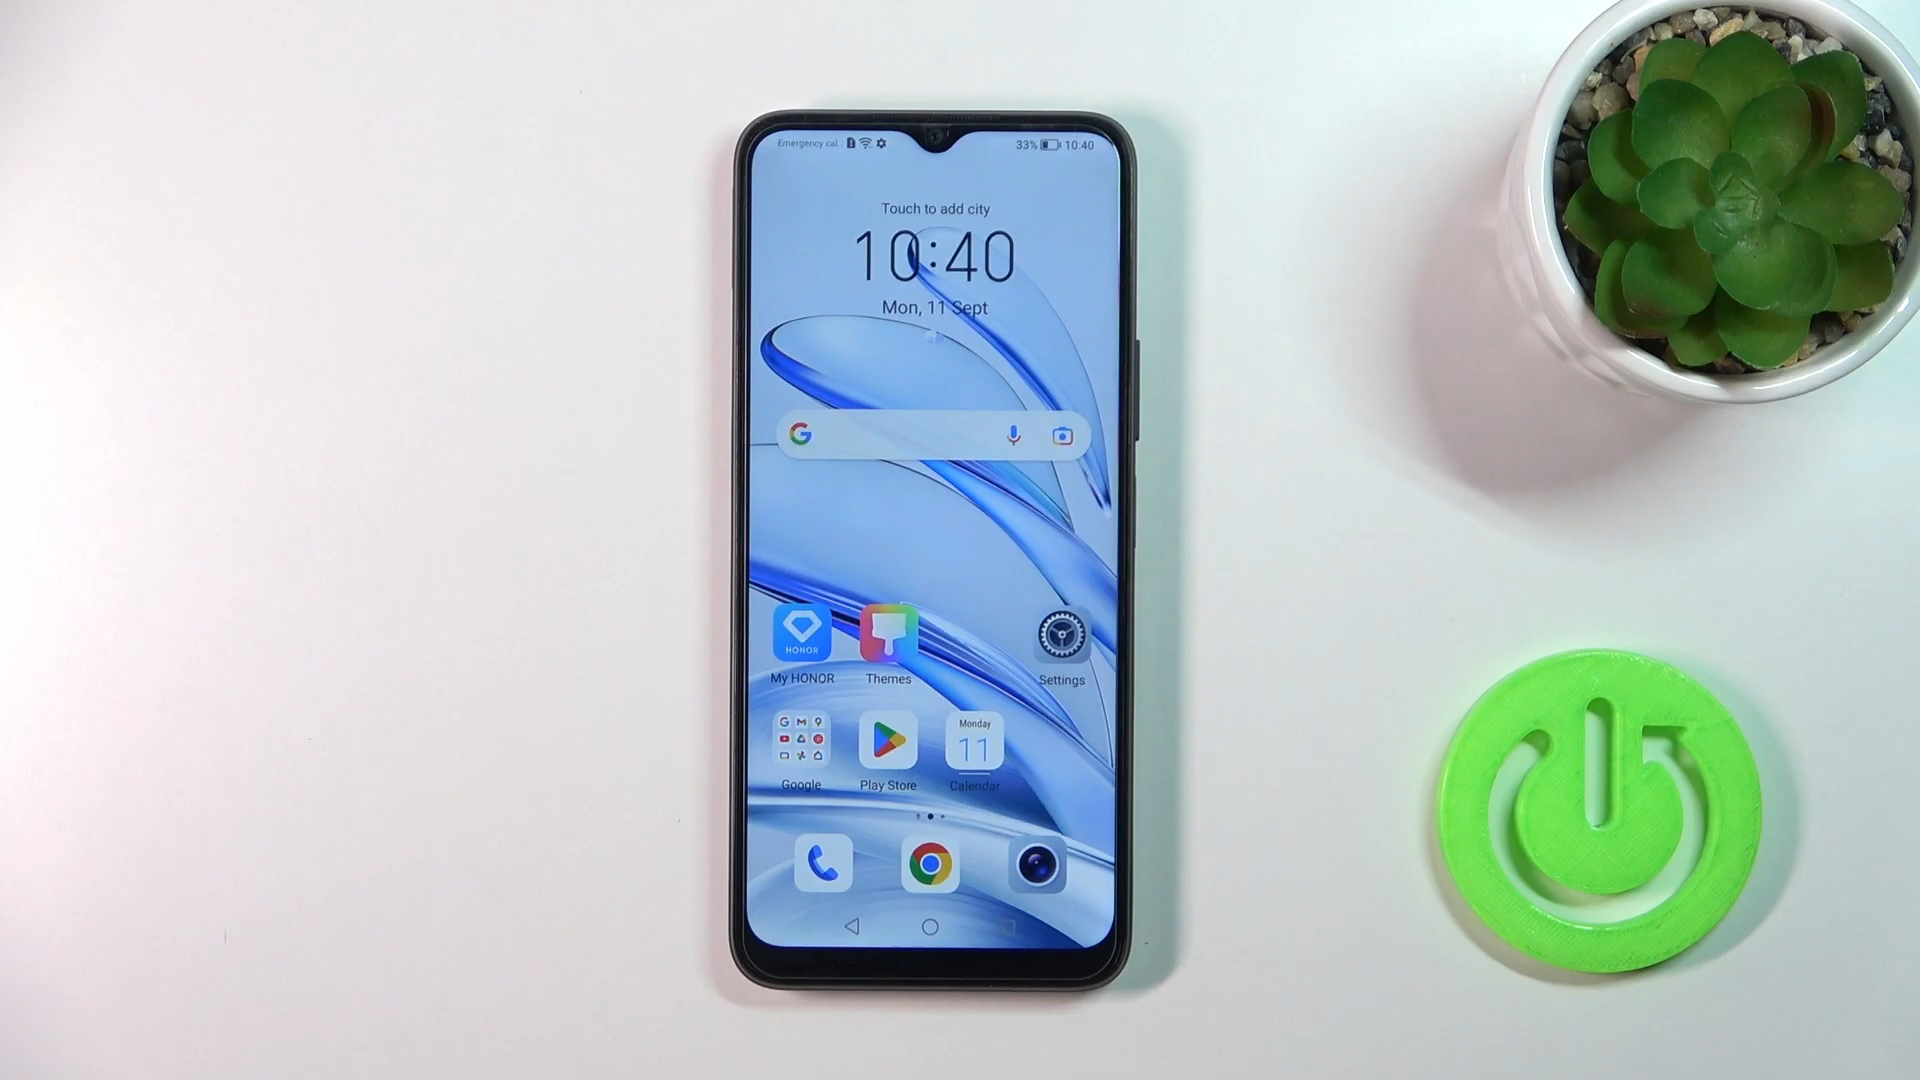 Emergency cal...
33% 10:40
Touch to add city
10:40
Mon, 11 Sept
HONOR
My HONOR
Themes
Settings
Monday
11
Google
Play Store
Calendar